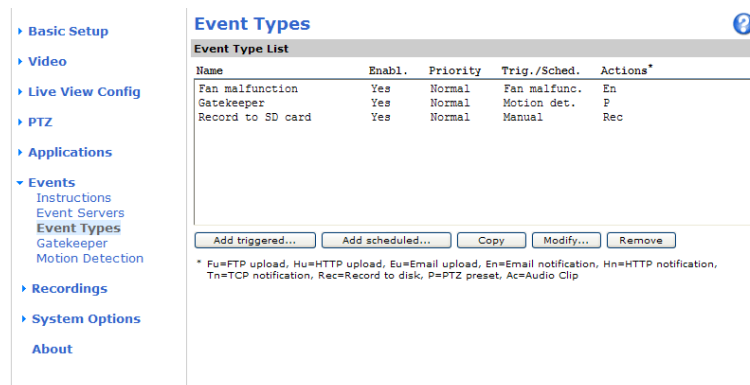 Basic Setup
Video
Live View Config
PTZ
Applications
Events
Instructions
Event Servers
Event Types
Gatekeeper
Motion Detection
Recordings
System Options
About
Event Types
?
Event Type List
Name Enabl. Priority Trig./Sched. Actions*
Fan malfunction Yes Normal Fan malfunc. En
Gatekeeper Yes Normal Motion det. P
Record to SD card Yes Normal Manual Rec
Add triggered... Add scheduled... Copy Modify... Remove
* Fu=FTP upload, Hu=HTTP upload, Eu=Email upload, En=Email notification, Hn=HTTP notification,
Tn=TCP notification, Rec=Record to disk, P=PTZ preset, Ac=Audio Clip